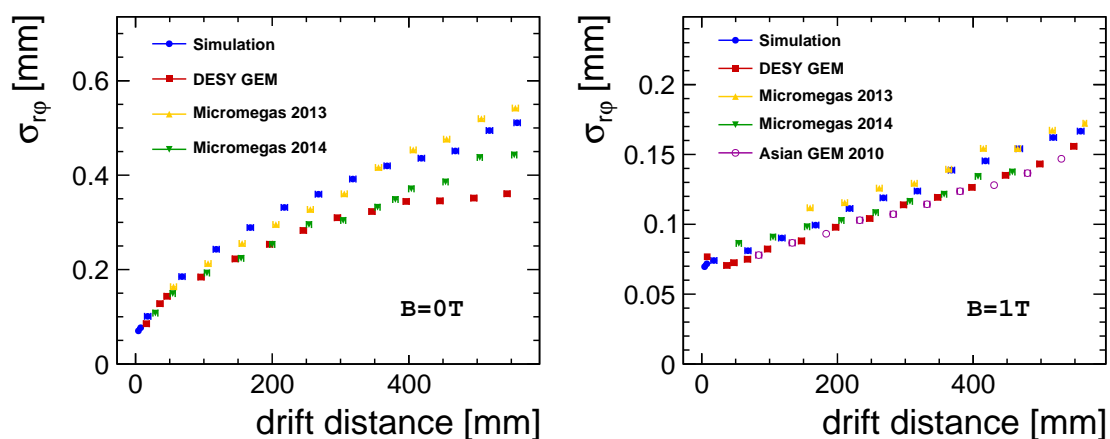 σrφ [mm]
0.6
0.4
0.2
0
Simulation
DESY GEM
Micromegas 2013
Micromegas 2014
B=0T
0 200 400
drift distance [mm]
σrφ [mm]
0.2
0.15
0.1
0.05
0
Simulation
DESY GEM
Micromegas 2013
Micromegas 2014
Asian GEM 2010
B=1T
0 200 400
drift distance [mm]